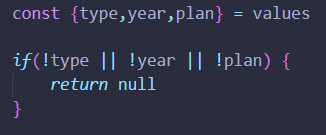 const {type,year,plan} = values
if(!type || !year || !plan) {
return null
}